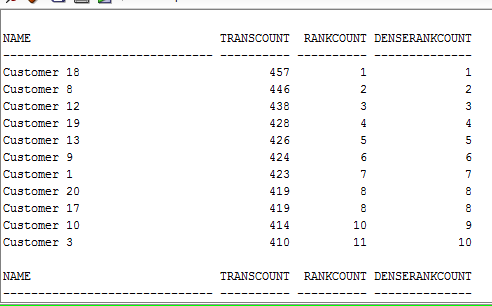 NAME TRANSCOUNT RANKCOUNT DENSERANKCOUNT
------------------------------ ---------- --------- --------------
Customer 18 457 1 1
Customer 8 446 2 2
Customer 12 438 3 3
Customer 19 428 4 4
Customer 13 426 5 5
Customer 9 424 6 6
Customer 1 423 7 7
Customer 20 419 8 8
Customer 17 419 8 8
Customer 10 414 10 9
Customer 3 410 11 10
NAME TRANSCOUNT RANKCOUNT DENSERANKCOUNT
------------------------------ ---------- --------- --------------